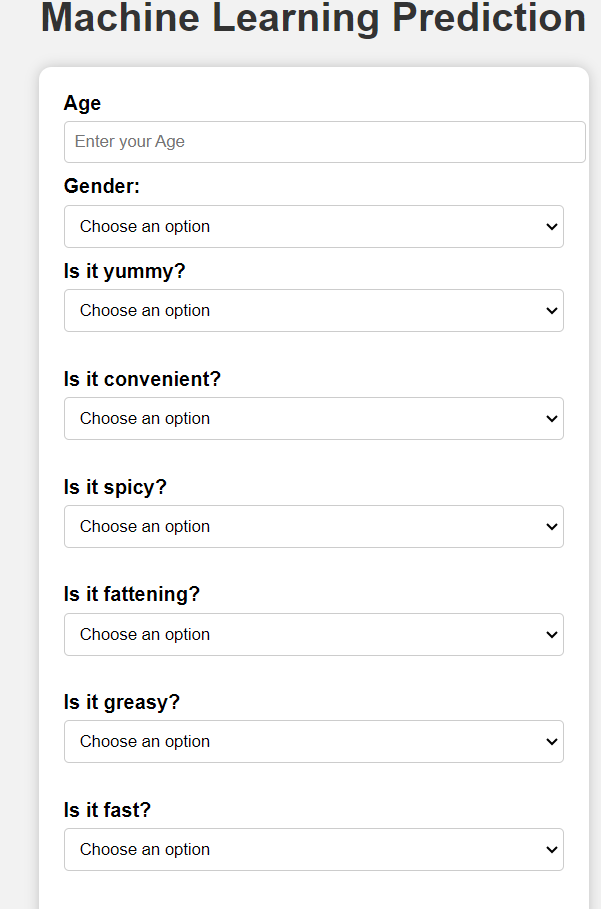 Machine Learning Prediction
Age
Enter your Age
Gender:
Choose an option
Is it yummy?
Choose an option
Is it convenient?
Choose an option
Is it spicy?
Choose an option
Is it fattening?
Choose an option
Is it greasy?
Choose an option
Is it fast?
Choose an option